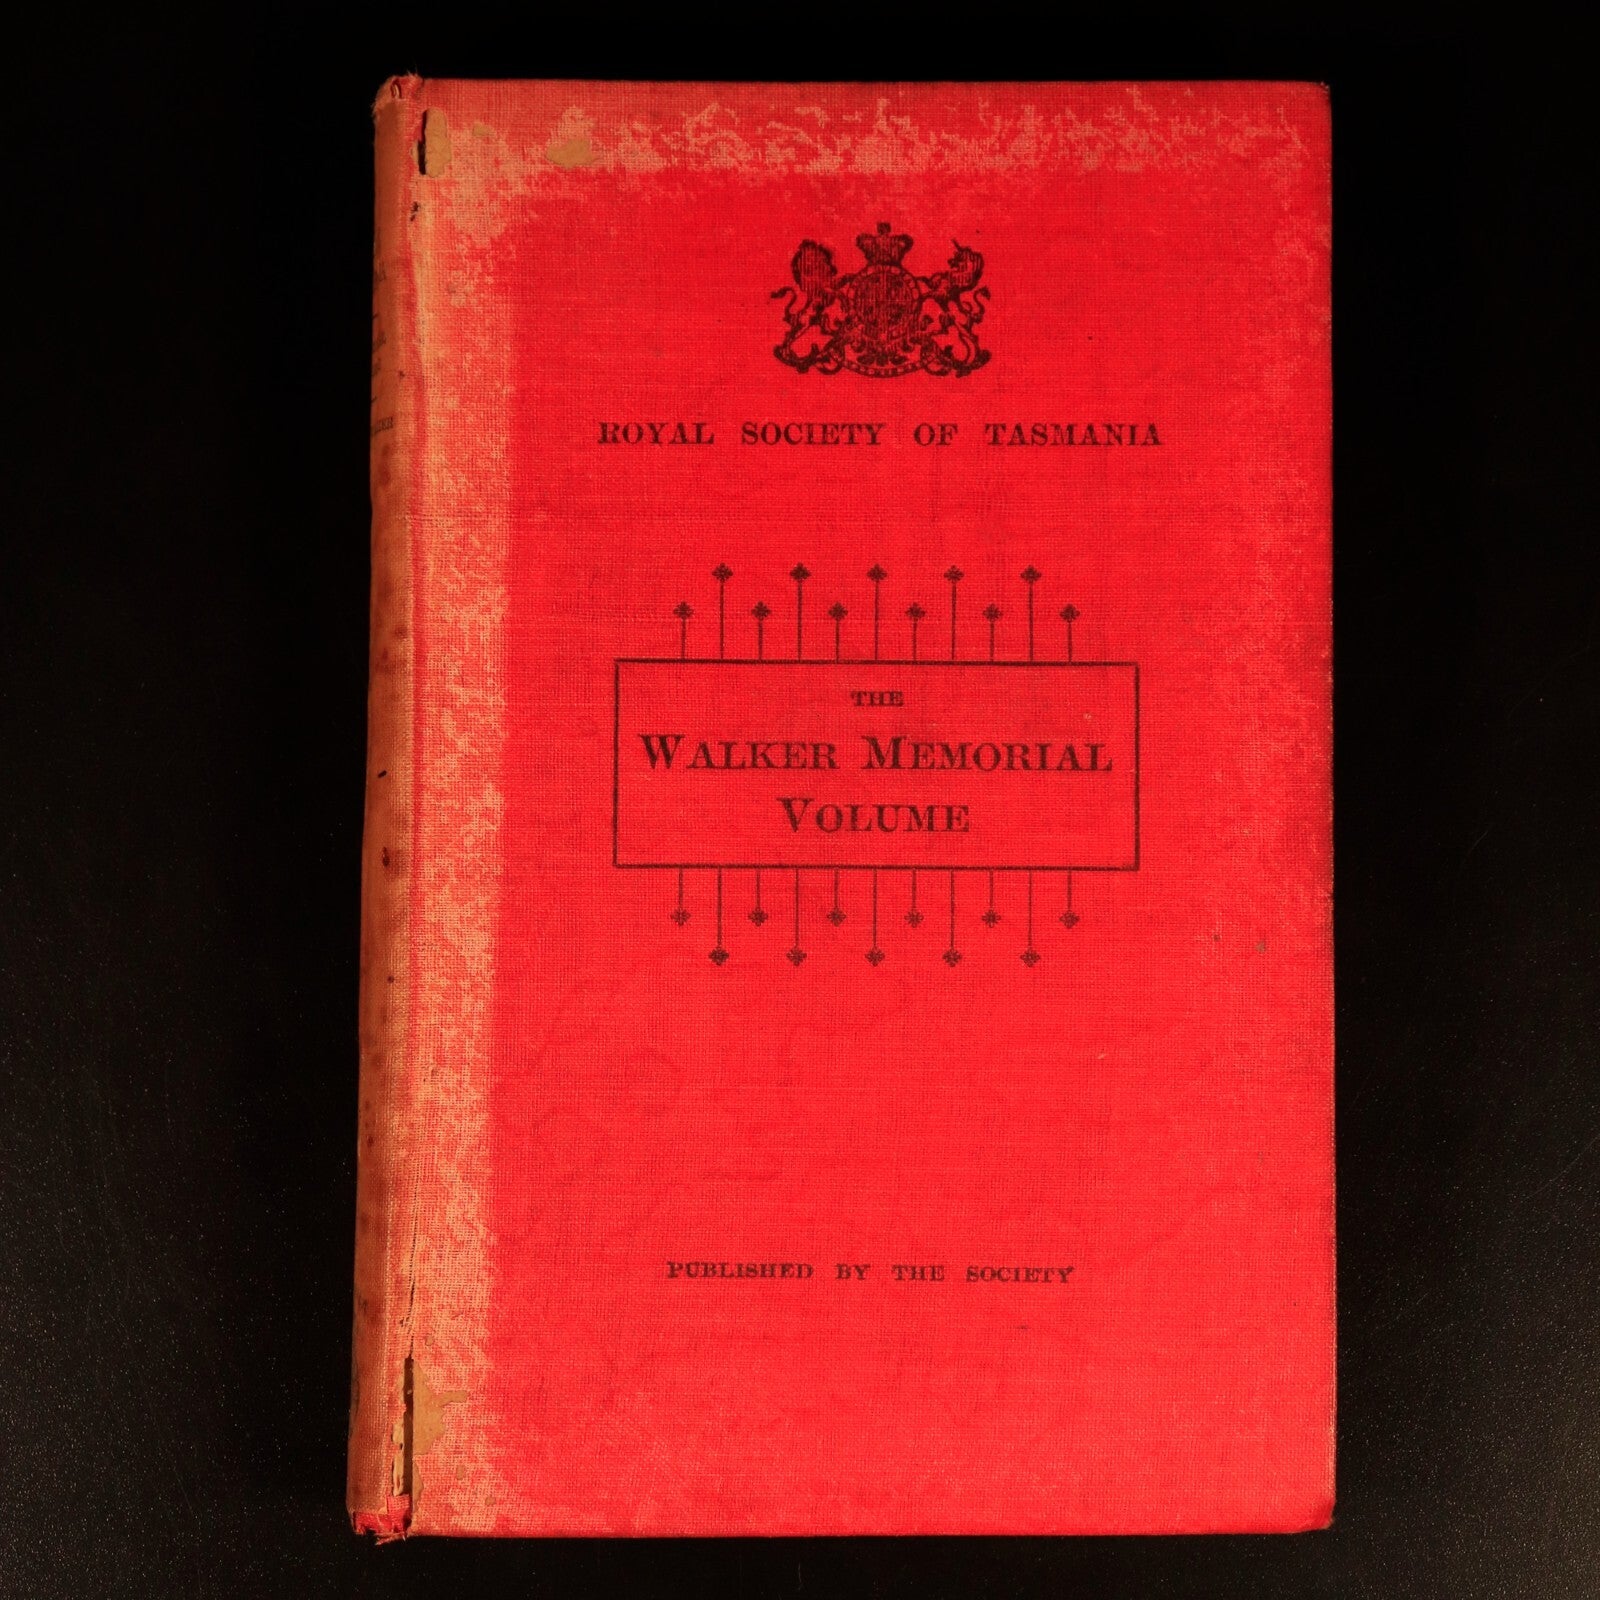 ROYAL SOCIETY OF TASMANIA
THE
WALKER MEMORIAL
VOLUME
PUBLISHED BY THE SOCIETY